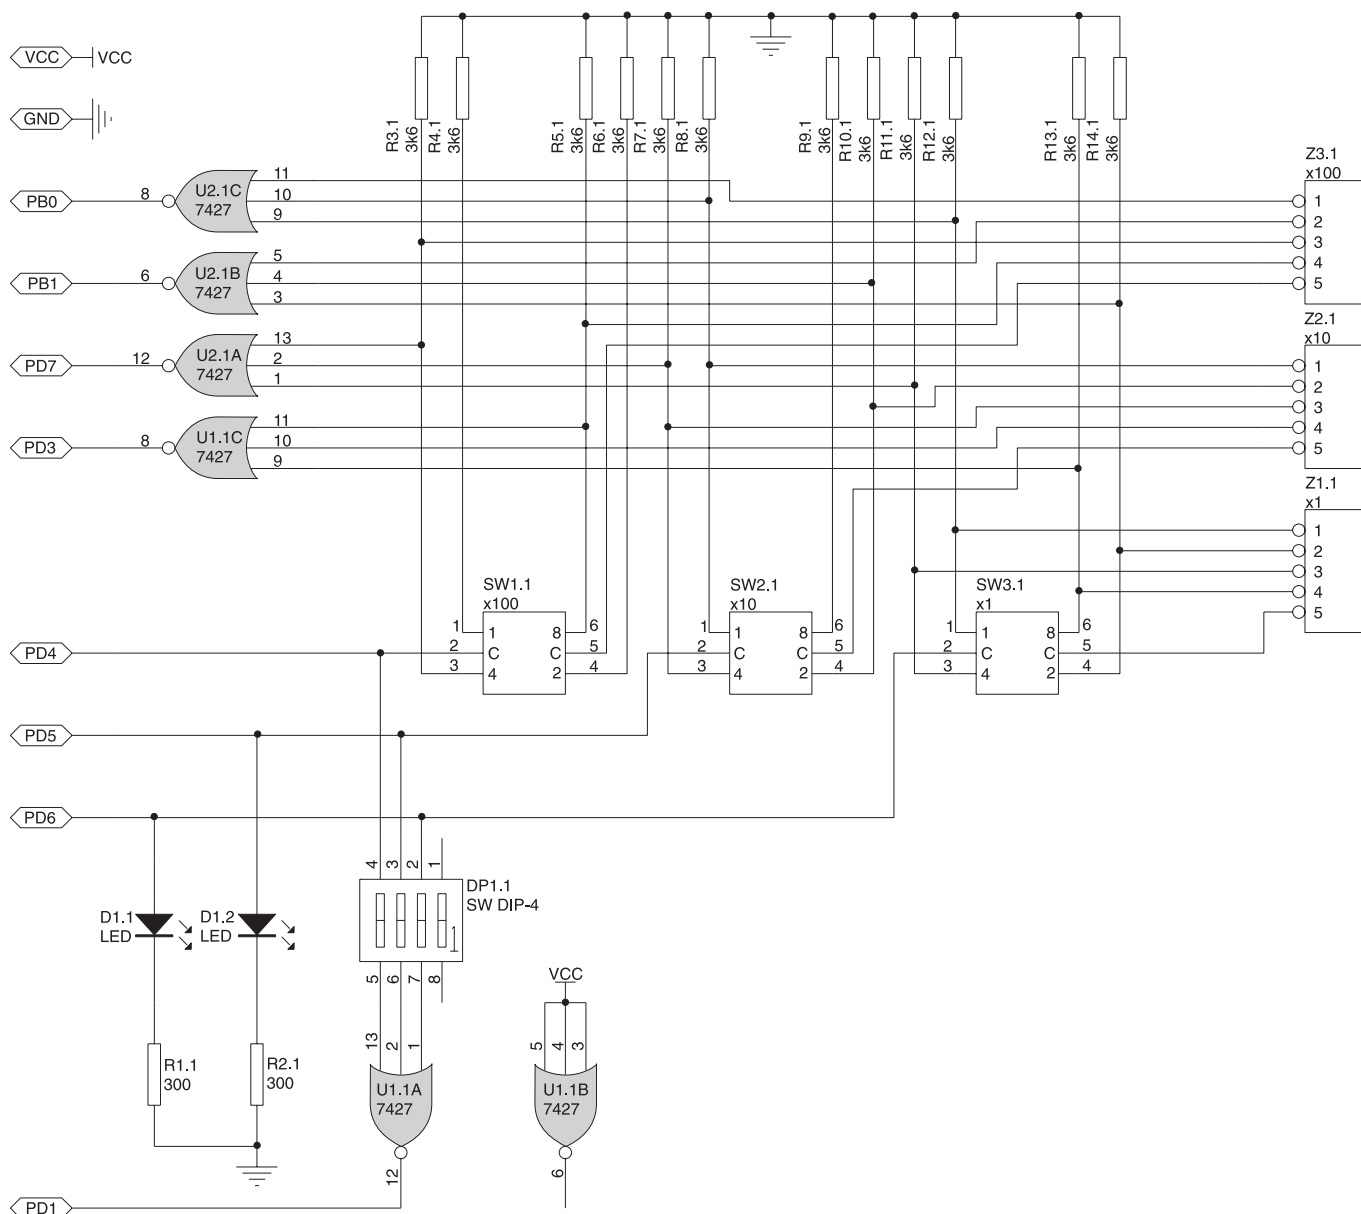 VCC
VCC
GND
R3.1
3k6
R4.1
3k6
R5.1
3k6
R6.1
3k6
R7.1
3k6
R8.1
3k6
R9.1
3k6
R10.1
3k6
R11.1
3k6
R12.1
3k6
R13.1
3k6
R14.1
3k6
PB0
8
U2.1C
7427
11
10
9
PB1
6
U2.1B
7427
5
4
3
PD7
12
U2.1A
7427
13
2
1
PD3
8
U1.1C
7427
11
10
9
Z3.1
x100
1
2
3
4
5
Z2.1
x10
1
2
3
4
5
Z1.1
x1
1
2
3
4
5
SW1.1
x100
1 1 8 6
2 C C 5
3 4 2 4
SW2.1
x10
1 1 8 6
2 C C 5
3 4 2 4
SW3.1
x1
1 1 8 6
2 C C 5
3 4 2 4
PD4
PD5
PD6
4
3
2
1
DP1.1
SW DIP-4
1
5
6
7
8
D1.1
LED
D1.2
LED
R1.1
300
R2.1
300
13
2
1
U1.1A
7427
12
VCC
5
4
3
U1.1B
7427
6
PD1